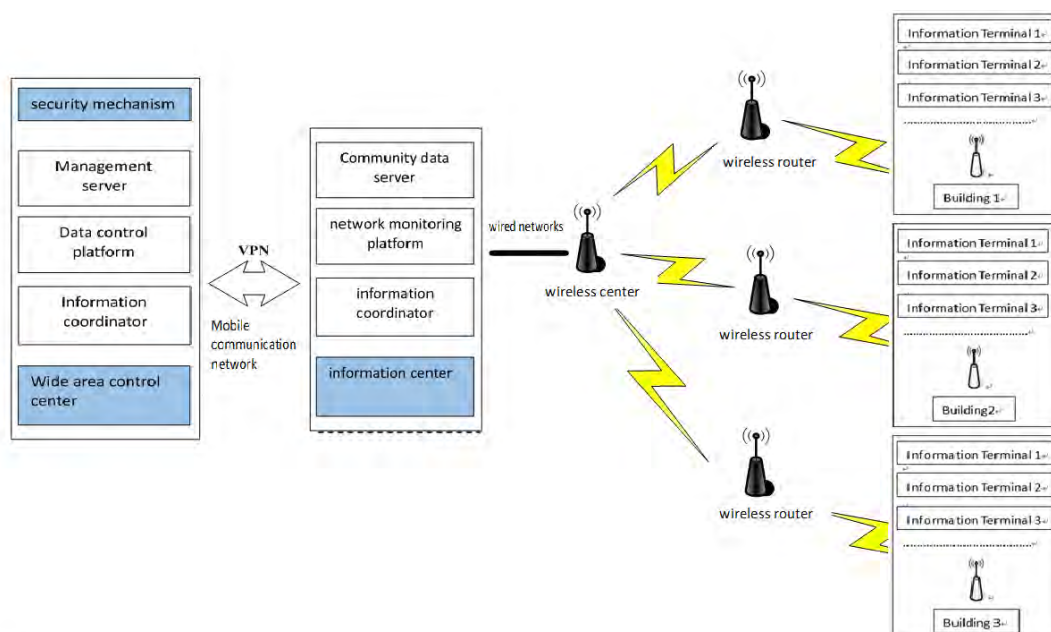 security mechanism
Management
server
Data control
platform
Information
coordinator
Wide area control
center
VPN
Mobile
communication
network
Community data
server
network monitoring
platform
information
coordinator
information center
wired networks
wireless center
wireless router
wireless router
wireless router
Information Terminal 1
Information Terminal 2
Information Terminal 3
Building 1
Information Terminal 1
Information Terminal 2
Information Terminal 3
Building2
Information Terminal 1
Information Terminal 2
Information Terminal 3
Building 3